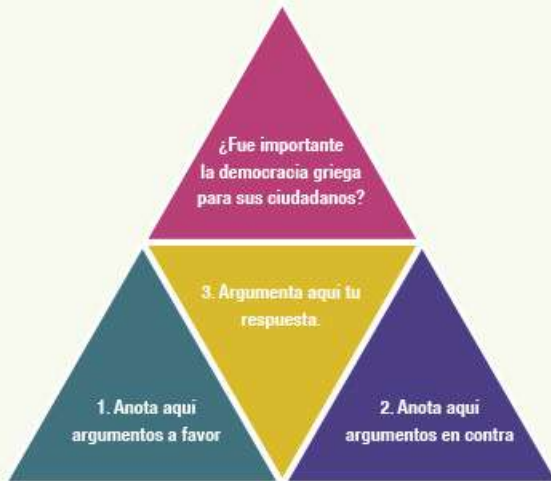 ¿Fue importante
la democracia griega
para sus ciudadanos?
3. Argumenta aquí tu
respuesta.
1. Anota aquí
argumentos a favor
2. Anota aquí
argumentos en contra